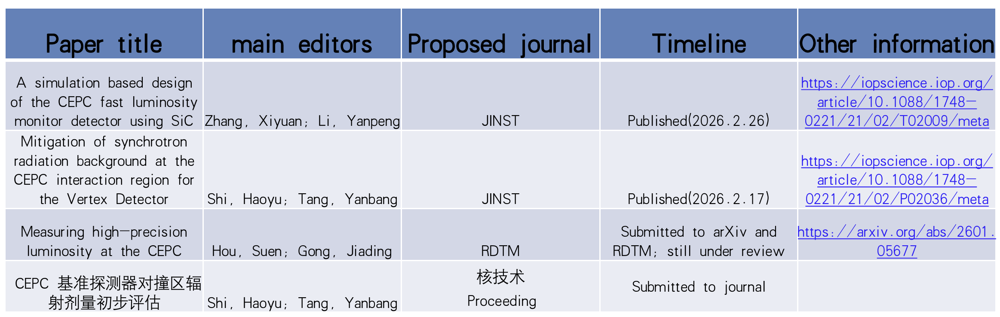 Paper title
main editors
Proposed journal
Timeline
Other information
A simulation based design
of the CEPC fast luminosity
monitor detector using SiC
Zhang, Xiyuan; Li, Yanpeng
JINST
Published(2026.2.26)
https://iopscience.iop.org/
article/10.1088/1748-
0221/21/02/T02009/meta
Mitigation of synchrotron
radiation background at the
CEPC interaction region for
the Vertex Detector
Shi, Haoyu; Tang, Yanbang
JINST
Published(2026.2.17)
https://iopscience.iop.org/
article/10.1088/1748-
0221/21/02/P02036/meta
Measuring high-precision
luminosity at the CEPC
Hou, Suen; Gong, Jiading
RDTM
Submitted to arXiv and
RDTM; still under review
https://arxiv.org/abs/2601.
05677
CEPC 基准探测器对撞区辐
射剂量初步评估
Shi, Haoyu; Tang, Yanbang
核技术
Proceeding
Submitted to journal